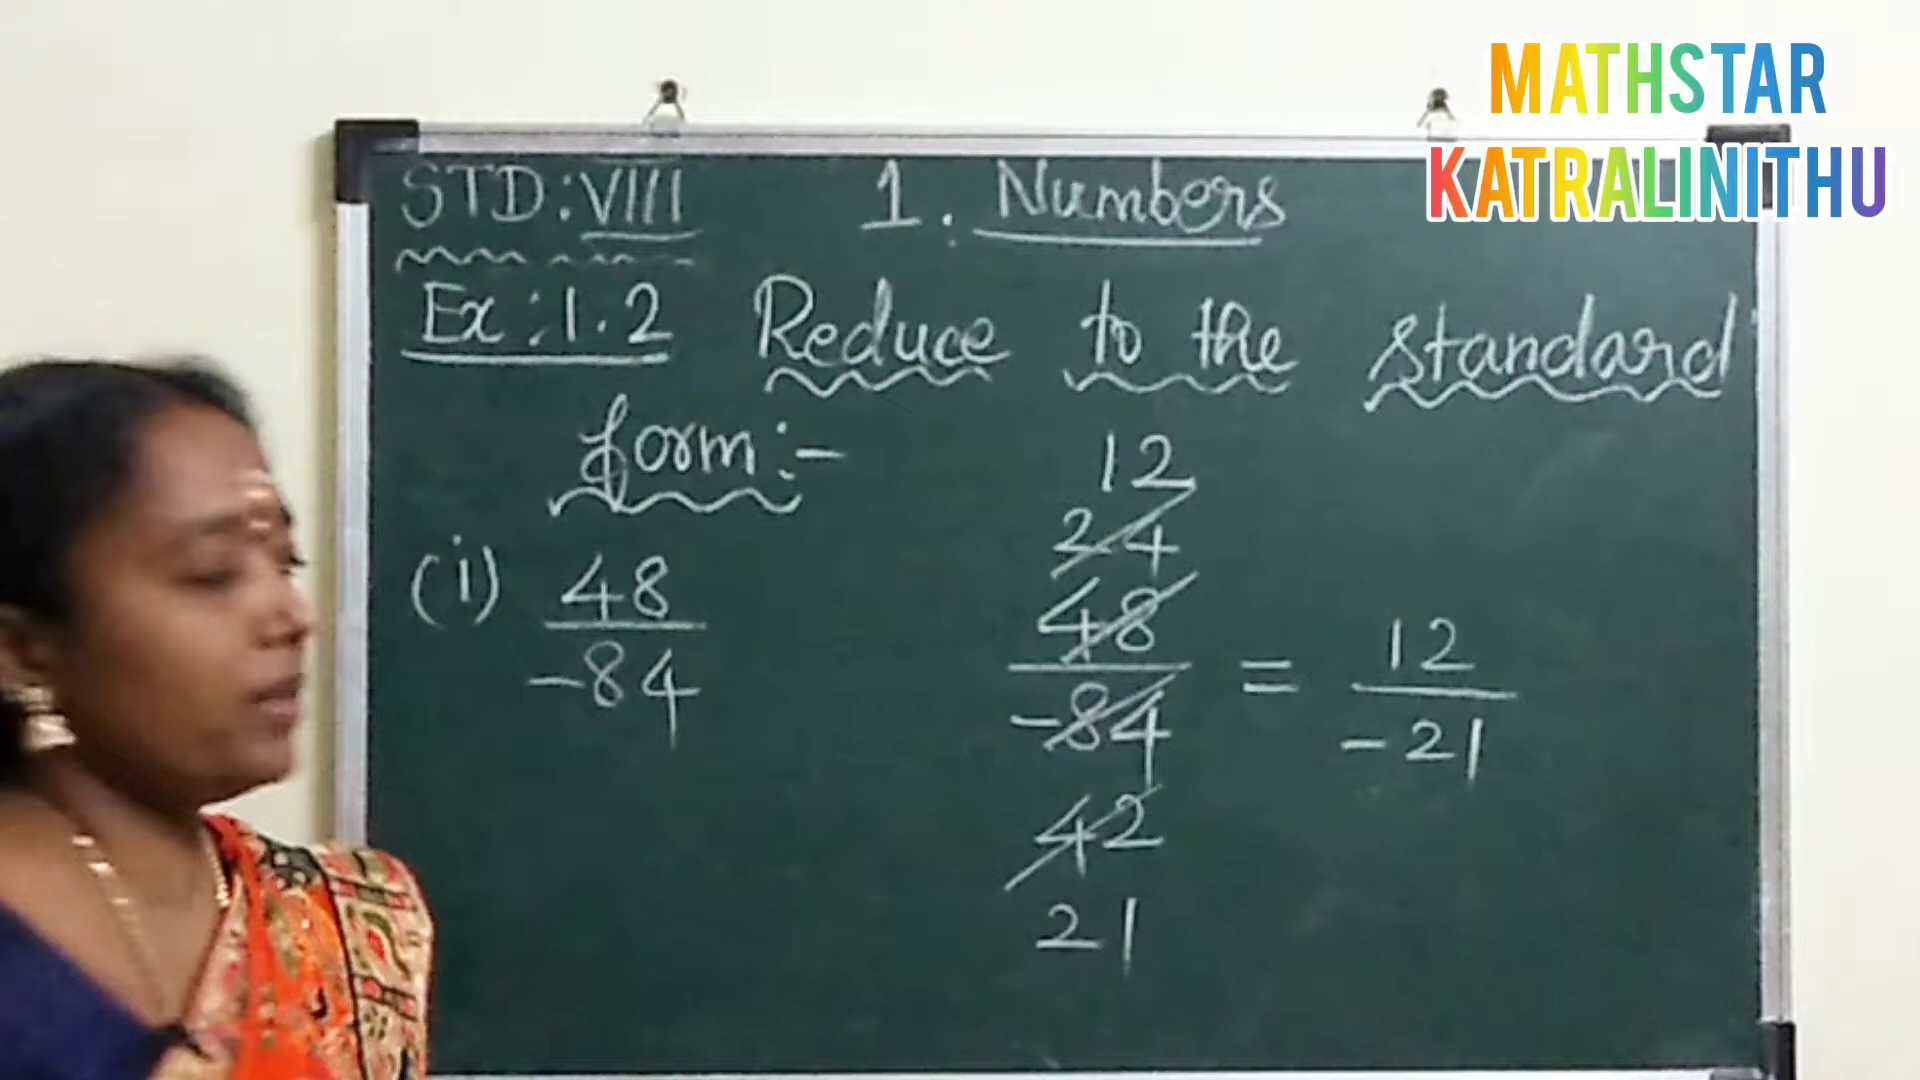 MATHSTAR
KATRALINITHU
STD: VIII 1. Numbers
Ex: 1.2 Reduce to the standard
form:-
(i) 48
-84
12
24
48
-84
42
21
= 12
-21